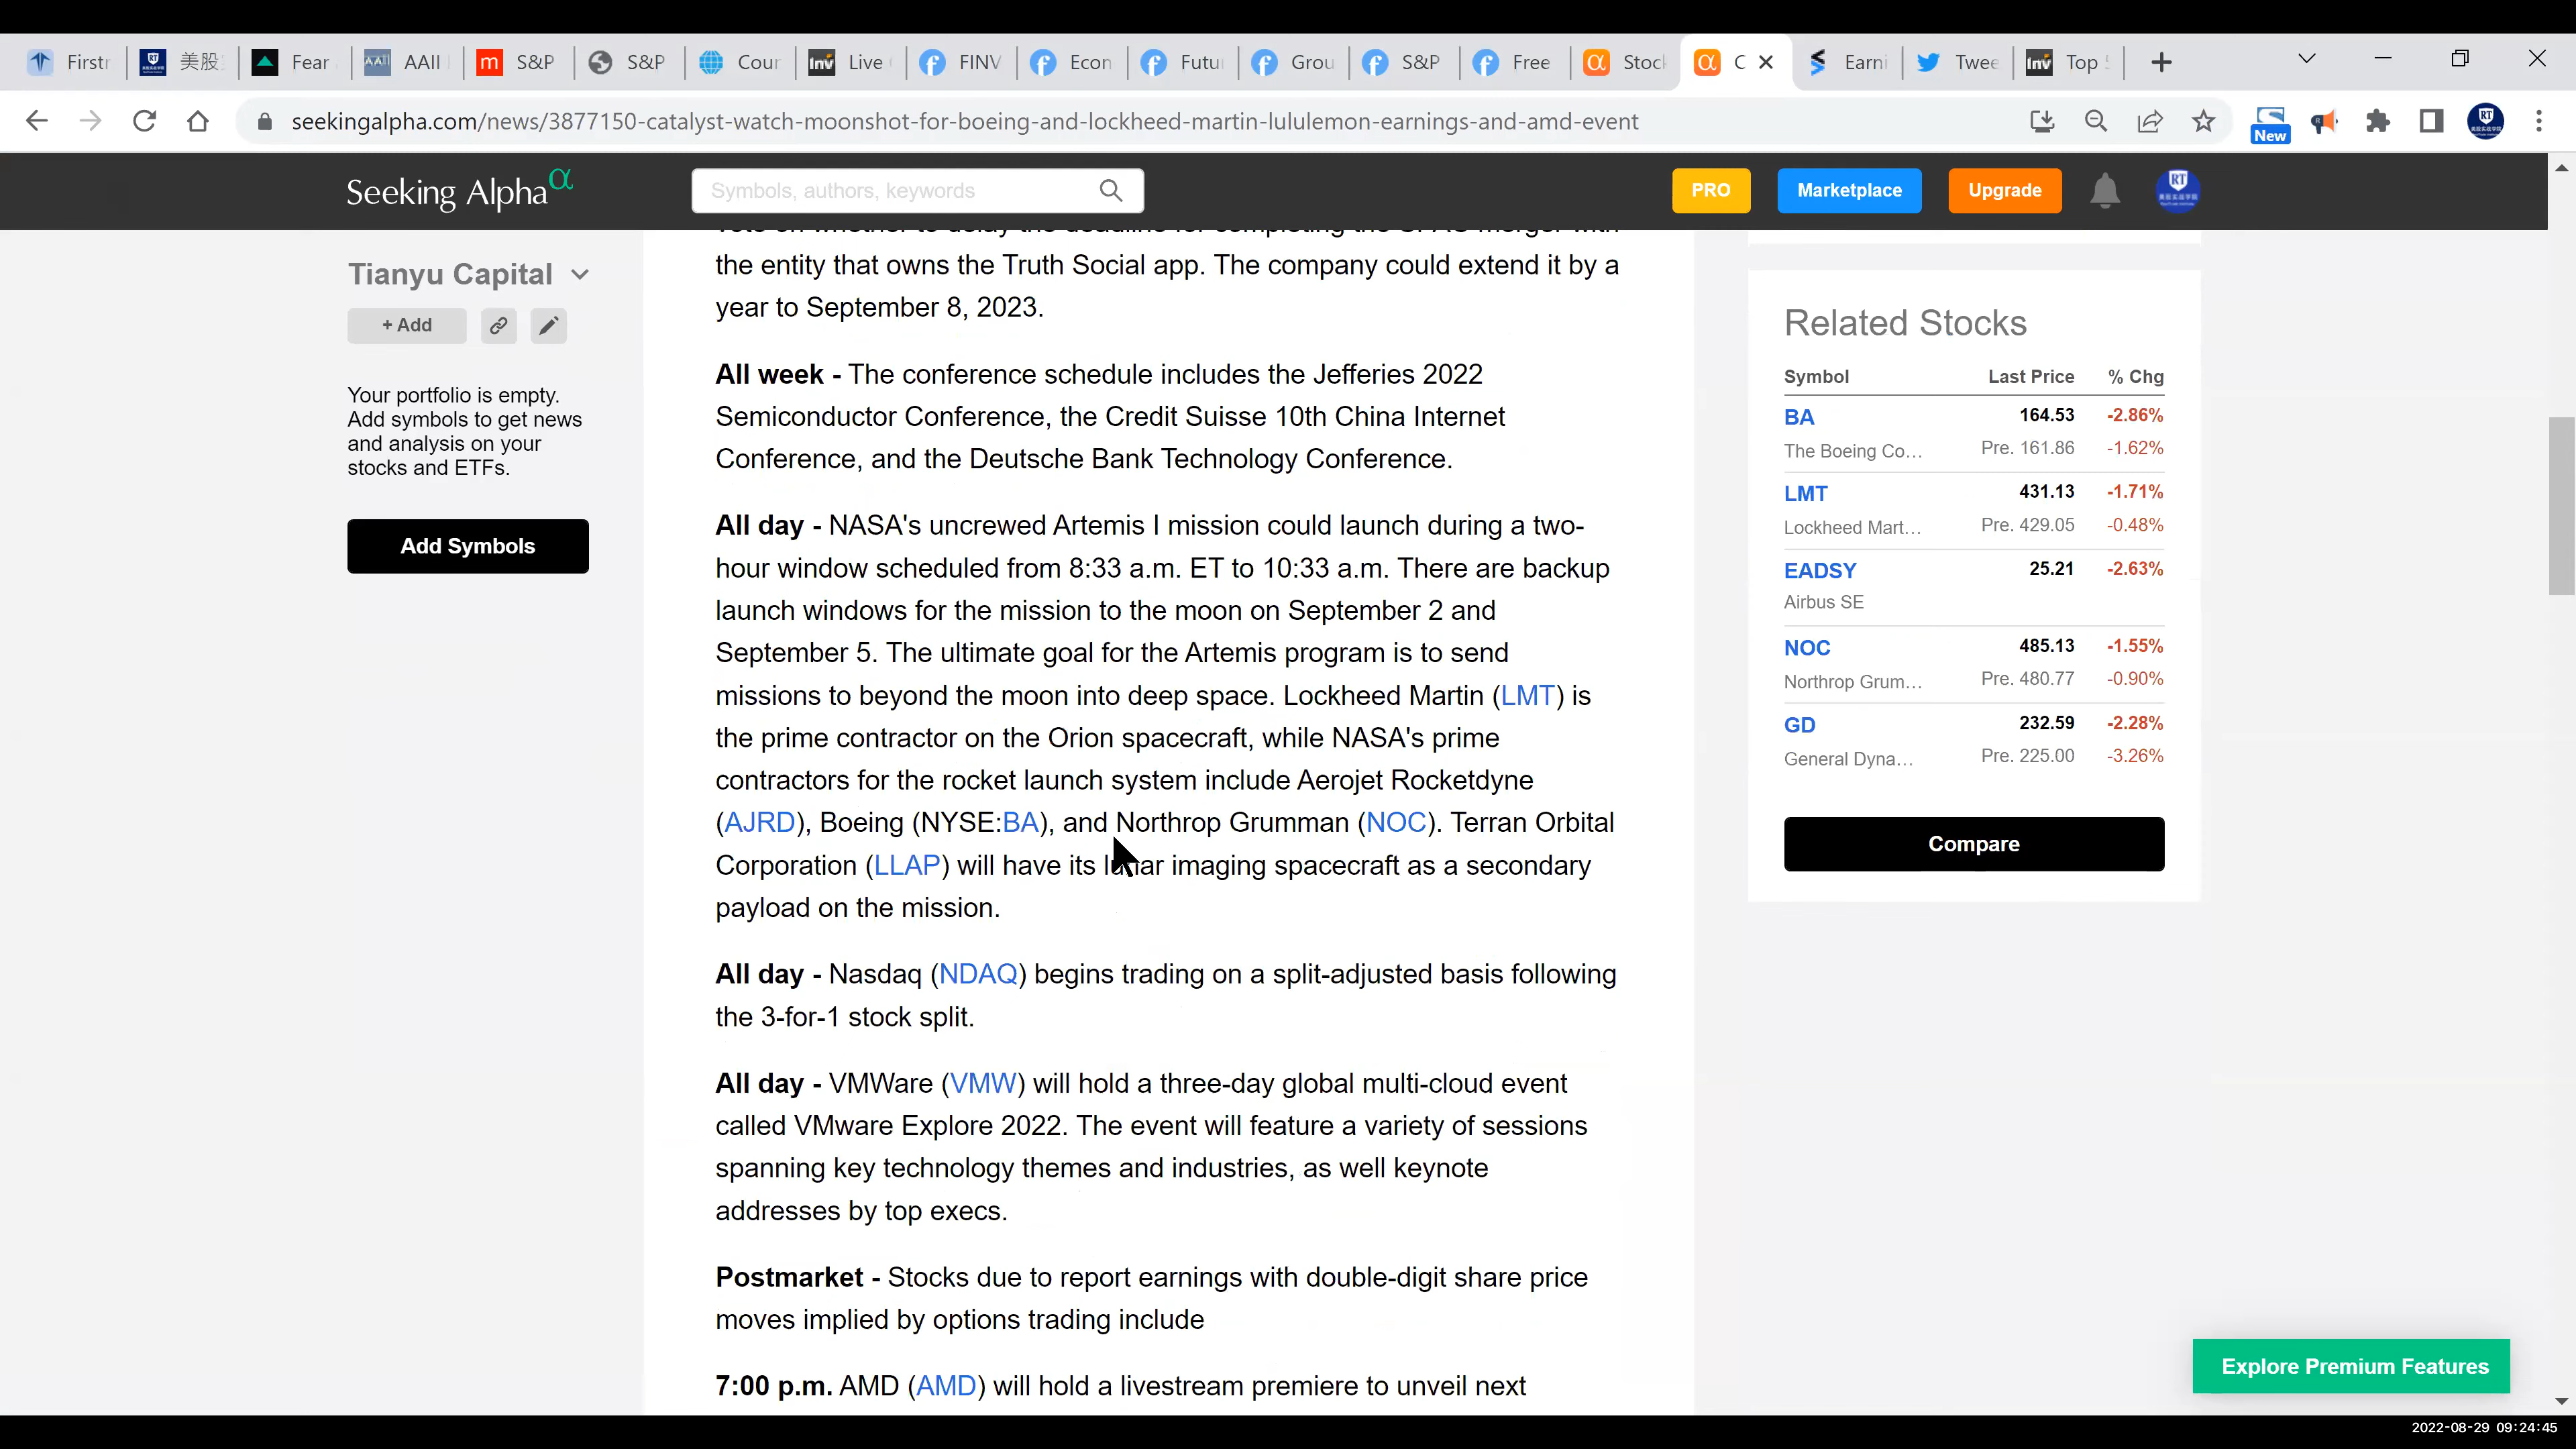 Firstr
美股
Fear
AAII
S&P
S&P
Cour
Live
FINV
Econ
Futur
Grou
S&P
Free
Stock
C
Earni
Twee
Top 5
seekingalpha.com/news/3877150-catalyst-watch-moonshot-for-boeing-and-lockheed-martin-lululemon-earnings-and-amd-event
New
Seeking Alpha α
Symbols, authors, keywords
PRO
Marketplace
Upgrade
RT
Tianyu Capital
+ Add
Your portfolio is empty.
Add symbols to get news
and analysis on your
stocks and ETFs.
Add Symbols
vote on whether to delay the deadline for completing the SPAC merger with
the entity that owns the Truth Social app. The company could extend it by a
year to September 8, 2023.
All week - The conference schedule includes the Jefferies 2022
Semiconductor Conference, the Credit Suisse 10th China Internet
Conference, and the Deutsche Bank Technology Conference.
All day - NASA's uncrewed Artemis I mission could launch during a two-
hour window scheduled from 8:33 a.m. ET to 10:33 a.m. There are backup
launch windows for the mission to the moon on September 2 and
September 5. The ultimate goal for the Artemis program is to send
missions to beyond the moon into deep space. Lockheed Martin (LMT) is
the prime contractor on the Orion spacecraft, while NASA's prime
contractors for the rocket launch system include Aerojet Rocketdyne
(AJRD), Boeing (NYSE:BA), and Northrop Grumman (NOC). Terran Orbital
Corporation (LLAP) will have its lunar imaging spacecraft as a secondary
payload on the mission.
All day - Nasdaq (NDAQ) begins trading on a split-adjusted basis following
the 3-for-1 stock split.
All day - VMWare (VMW) will hold a three-day global multi-cloud event
called VMware Explore 2022. The event will feature a variety of sessions
spanning key technology themes and industries, as well keynote
addresses by top execs.
Postmarket - Stocks due to report earnings with double-digit share price
moves implied by options trading include
7:00 p.m. AMD (AMD) will hold a livestream premiere to unveil next
Related Stocks
Symbol Last Price % Chg
BA 164.53 -2.86%
The Boeing Co... Pre. 161.86 -1.62%
LMT 431.13 -1.71%
Lockheed Mart... Pre. 429.05 -0.48%
EADSY 25.21 -2.63%
Airbus SE
NOC 485.13 -1.55%
Northrop Grum... Pre. 480.77 -0.90%
GD 232.59 -2.28%
General Dyna... Pre. 225.00 -3.26%
Compare
Explore Premium Features
2022-08-29 09:24:45